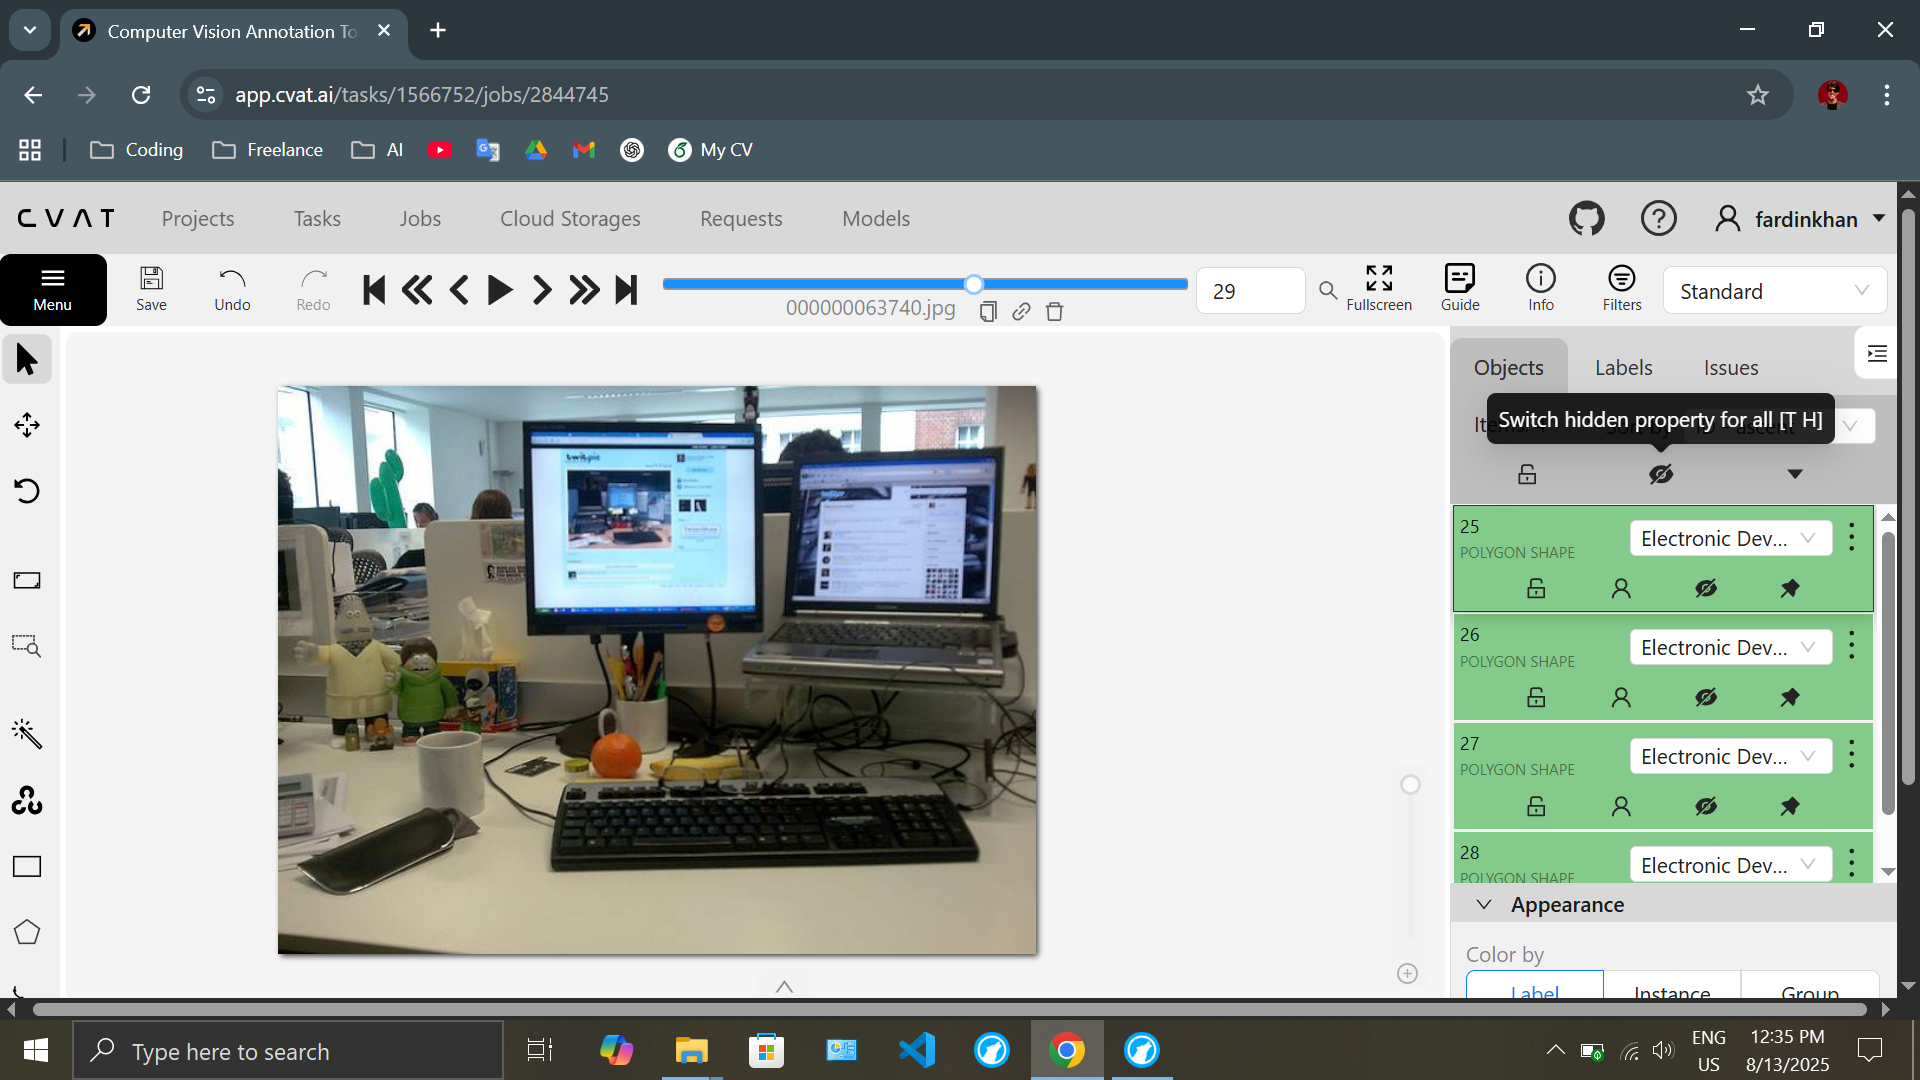 Computer Vision Annotation To
app.cvat.ai/tasks/1566752/jobs/2844745
Coding
Freelance
AI
My CV
CVAT
Projects
Tasks
Jobs
Cloud Storages
Requests
Models
fardinkhan
Menu
Save
Undo
Redo
000000063740.jpg
29
Fullscreen
Guide
Info
Filters
Standard
Objects
Labels
Issues
Switch hidden property for all [T H]
25
POLYGON SHAPE
Electronic Dev...
26
POLYGON SHAPE
Electronic Dev...
27
POLYGON SHAPE
Electronic Dev...
28
POLYGON SHAPE
Electronic Dev...
Appearance
Color by
Label
Instance
Group
twitpic
Type here to search
ENG
US
12:35 PM
8/13/2025